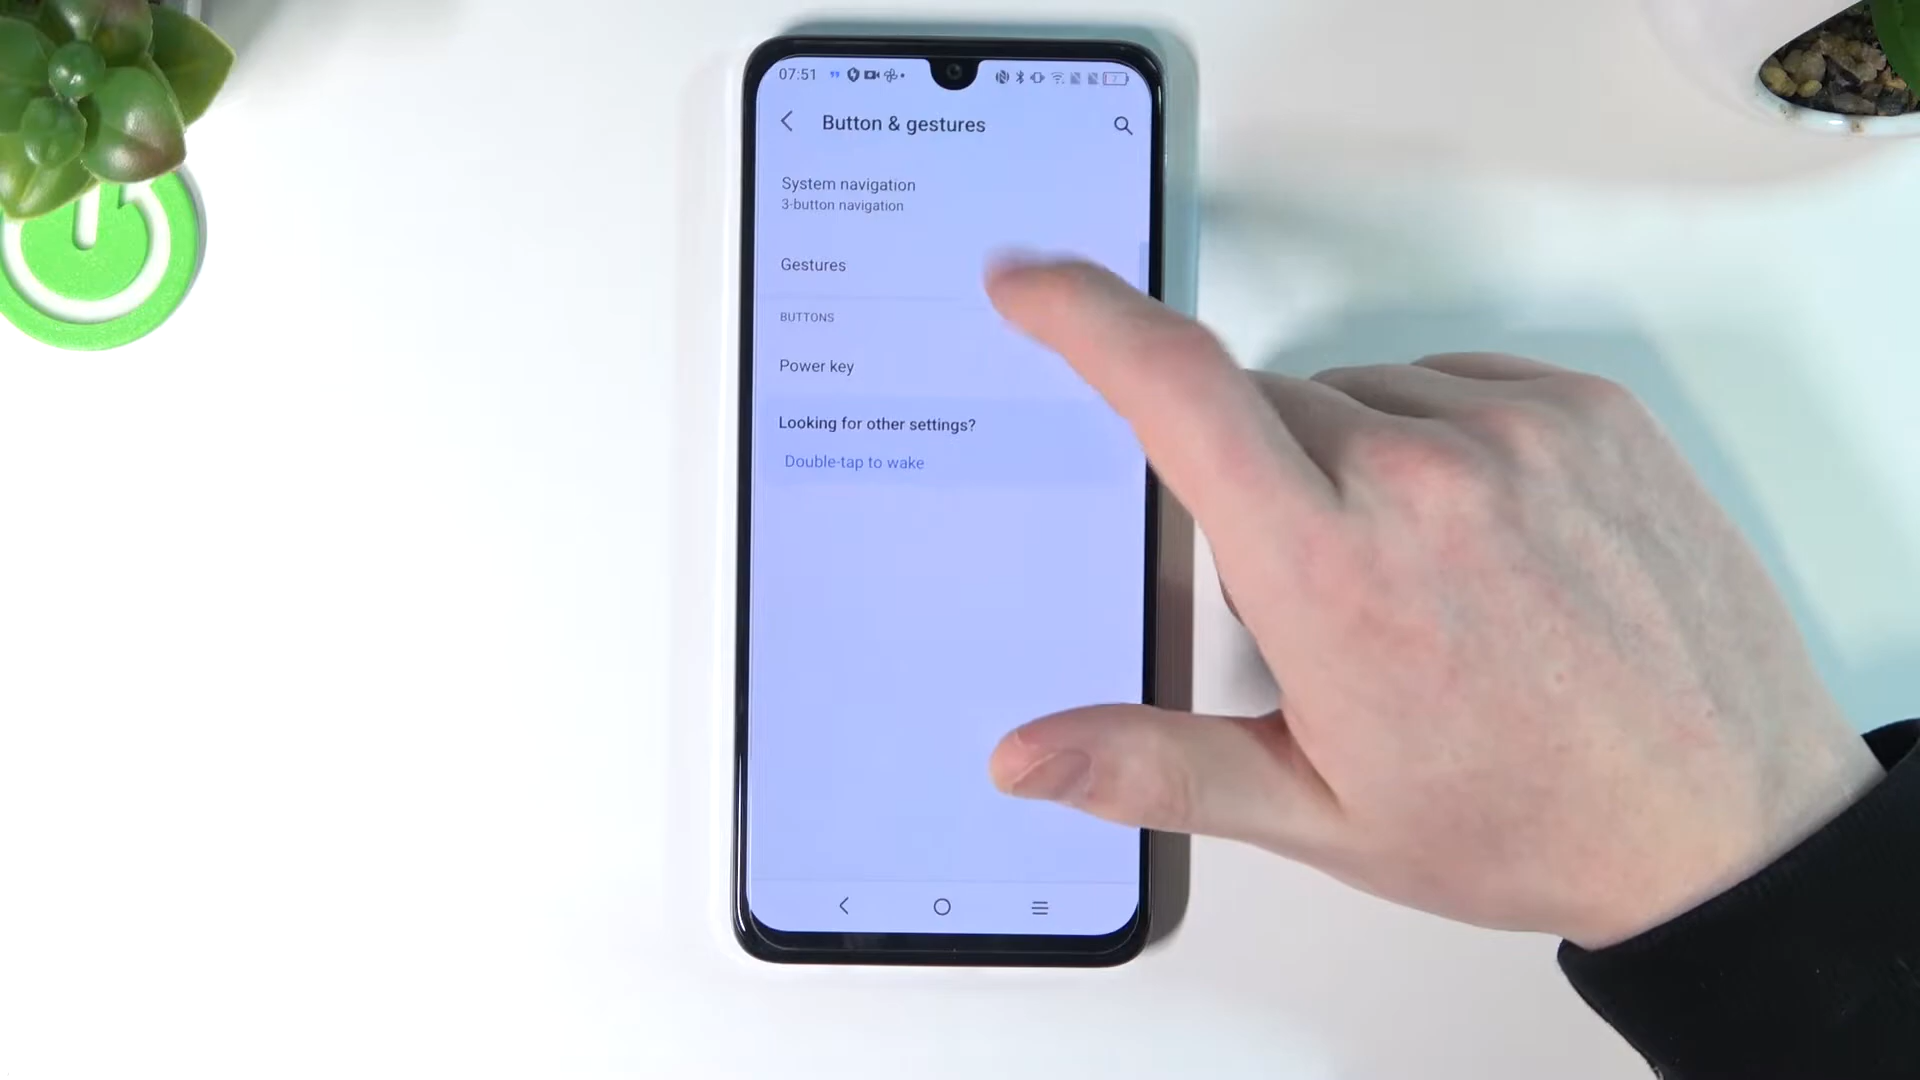 07:51
Button & gestures
System navigation
3-button navigation
Gestures
BUTTONS
Power key
Looking for other settings?
Double-tap to wake